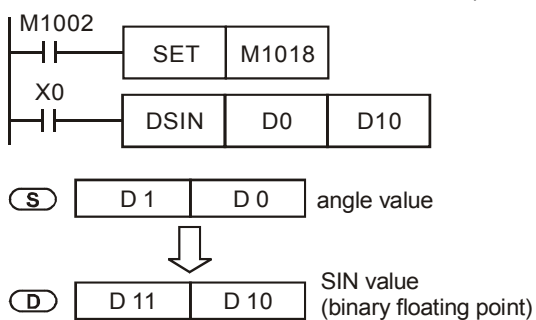 M1002
SET M1018
X0
DSIN D0 D10
S D 1 D 0 angle value
D D 11 D 10 SIN value
(binary floating point)